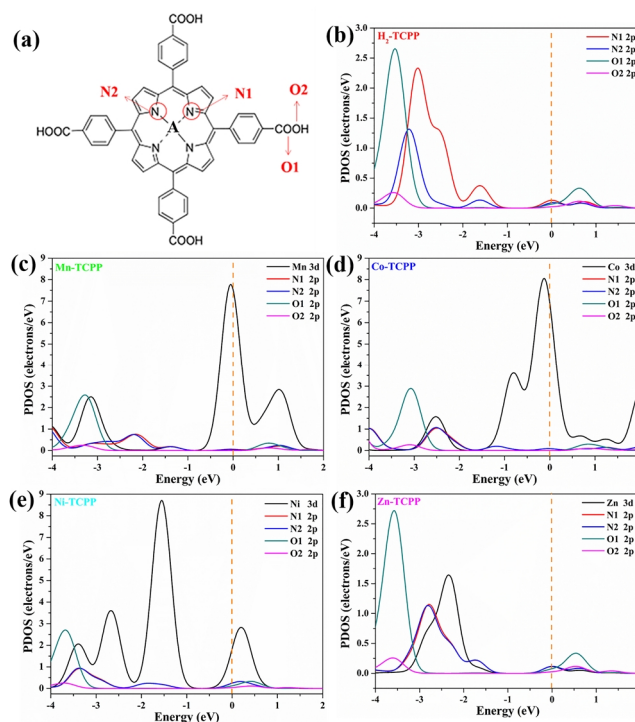 (a)
COOH
N2
N1
O2
N
N
A
N
N
HOOC
COOH
O1
COOH
(b)
H₂-TCPP
N1 2p
N2 2p
O1 2p
O2 2p
PDOS (electrons/eV)
3.0
2.5
2.0
1.5
1.0
0.5
0.0
-4 -3 -2 -1 0 1
Energy (eV)
(c)
Mn-TCPP
Mn 3d
N1 2p
N2 2p
O1 2p
O2 2p
PDOS (electrons/eV)
9
8
7
6
5
4
3
2
1
0
-4 -3 -2 -1 0 1 2
Energy (eV)
(d)
Co-TCPP
Co 3d
N1 2p
N2 2p
O1 2p
O2 2p
PDOS (electrons/eV)
9
8
7
6
5
4
3
2
1
0
-4 -3 -2 -1 0 1 2
Energy (eV)
(e)
Ni-TCPP
Ni 3d
N1 2p
N2 2p
O1 2p
O2 2p
PDOS (electrons/eV)
9
8
7
6
5
4
3
2
1
0
-4 -3 -2 -1 0 1 2
Energy (eV)
(f)
Zn-TCPP
Zn 3d
N1 2p
N2 2p
O1 2p
O2 2p
PDOS (electrons/eV)
3.0
2.5
2.0
1.5
1.0
0.5
0.0
-4 -3 -2 -1 0 1
Energy (eV)